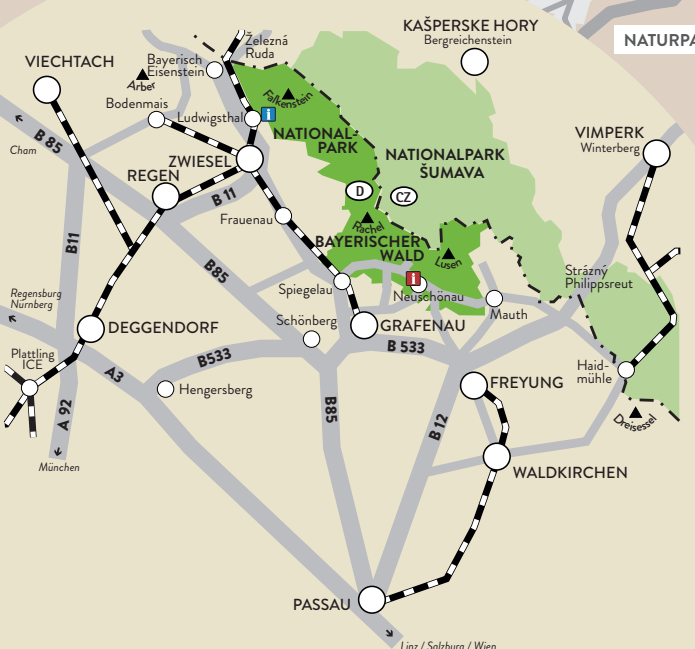 KAŠPERSKE HORY
Bergreichenstein
NATURPA
Železná
Ruda
VIECHTACH
Bayerisch
Eisenstein
Arber
Falkenstein
Bodenmais
Ludwigsthal
i
B 85
Cham
NATIONAL-
PARK
NATIONALPARK
ŠUMAVA
VIMPERK
Winterberg
ZWIESEL
REGEN
D
CZ
B 11
Frauenau
Rachel
BAYERISCHER
WALD
Lusen
B11
B85
Spiegelau
i
Neuschönau
Strázný
Philippsreut
Regensburg
Nürnberg
DEGGENDORF
Schönberg
GRAFENAU
Mauth
Plattling
ICE
A3
B533
B 533
Haid-
mühle
Hengersberg
FREYUNG
Dreisessel
A 92
B85
B 12
München
WALDKIRCHEN
PASSAU
Linz / Salzburg / Wien